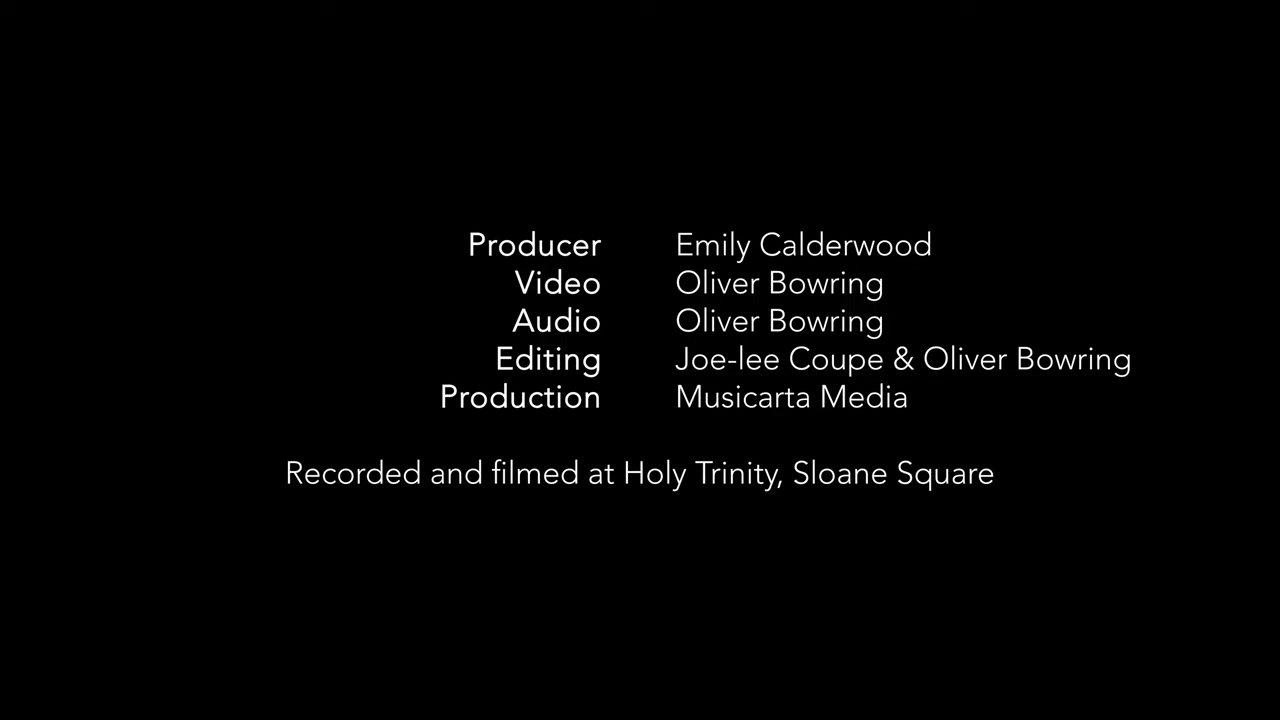 Producer Emily Calderwood
Video Oliver Bowring
Audio Oliver Bowring
Editing Joe-lee Coupe & Oliver Bowring
Production Musicarta Media
Recorded and filmed at Holy Trinity, Sloane Square